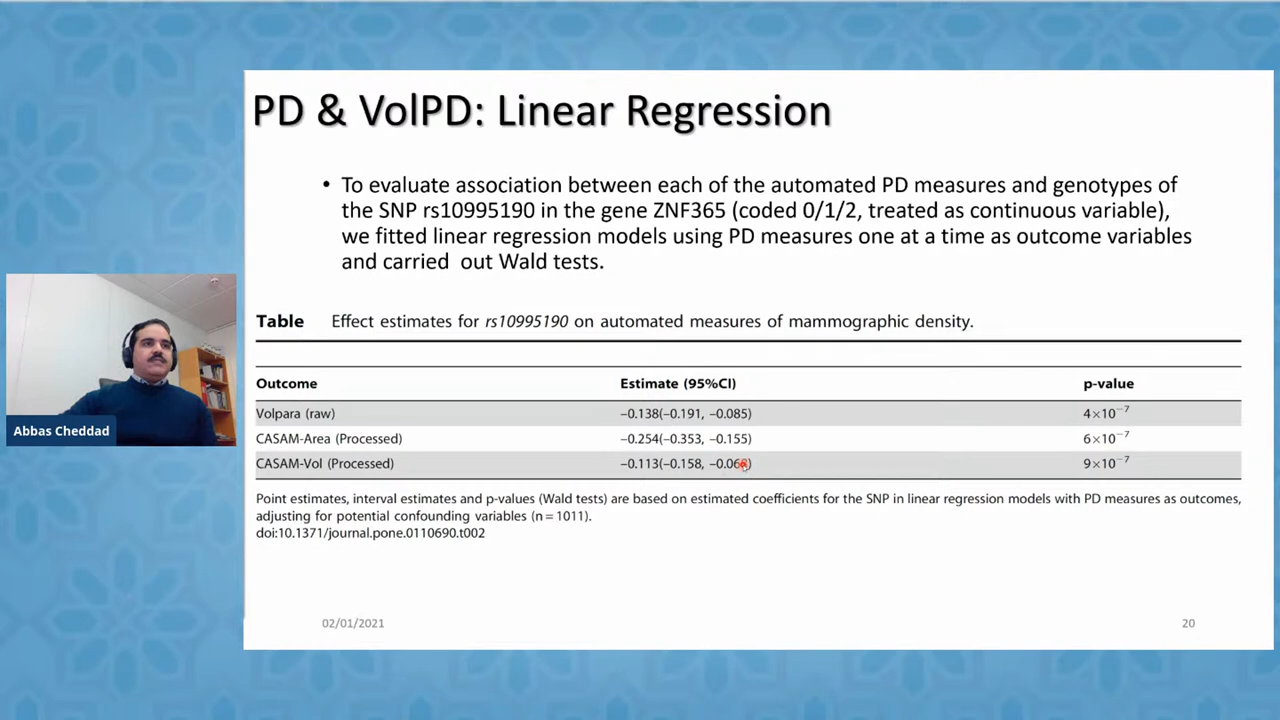 PD & VolPD: Linear Regression
• To evaluate association between each of the automated PD measures and genotypes of
the SNP rs10995190 in the gene ZNF365 (coded 0/1/2, treated as continuous variable),
we fitted linear regression models using PD measures one at a time as outcome variables
and carried out Wald tests.
Table Effect estimates for rs10995190 on automated measures of mammographic density.
Outcome Estimate (95%CI) p-value
Volpara (raw) –0.138(–0.191, –0.085) 4×10⁻⁷
CASAM-Area (Processed) –0.254(–0.353, –0.155) 6×10⁻⁷
CASAM-Vol (Processed) –0.113(–0.158, 9×10⁻⁷
Point estimates, interval estimates and p-values (Wald tests) are based on estimated coefficients for the SNP in linear regression models with PD measures as outcomes,
adjusting for potential confounding variables (n = 1011).
doi:10.1371/journal.pone.0110690.t002
Abbas Cheddad
02/01/2021 20